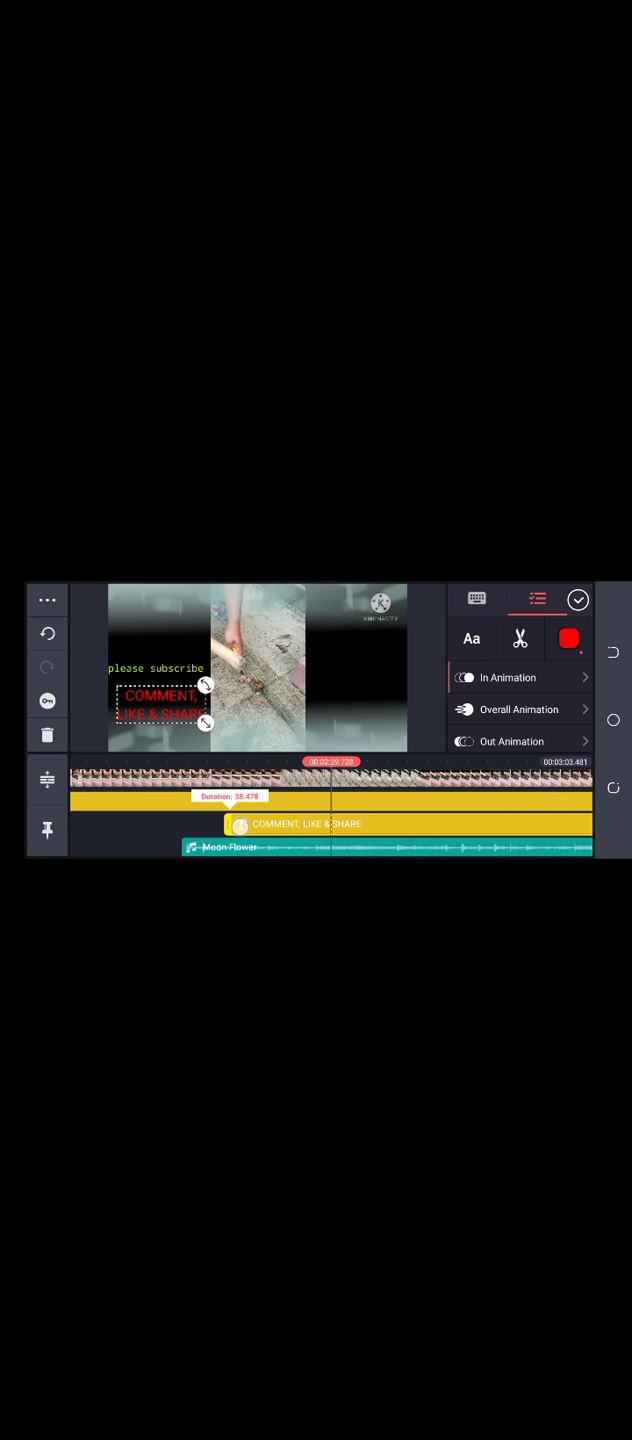 KINEMASTER
please subscribe
COMMENT,
LIKE & SHARE
Aa
In Animation
Overall Animation
Out Animation
00:02:29.728
00:03:03.481
Duration: 38.478
COMMENT, LIKE & SHARE
Moon Flower